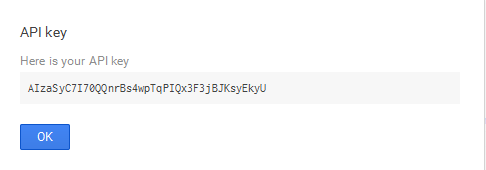 API key
Here is your API key
AIzaSyC7I70QQnrBs4wpTqPIQx3F3jBJKsyEkyU
OK